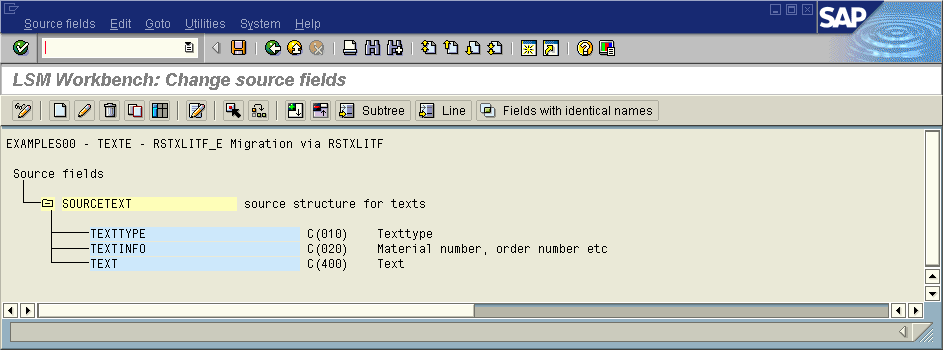 Source fields Edit Goto Utilities System Help
SAP
LSM Workbench: Change source fields
Subtree Line Fields with identical names
EXAMPLES00 - TEXTE - RSTXLITF_E Migration via RSTXLITF
Source fields
SOURCETEXT source structure for texts
TEXTTYPE C(010) Texttype
TEXTINFO C(020) Material number, order number etc
TEXT C(400) Text